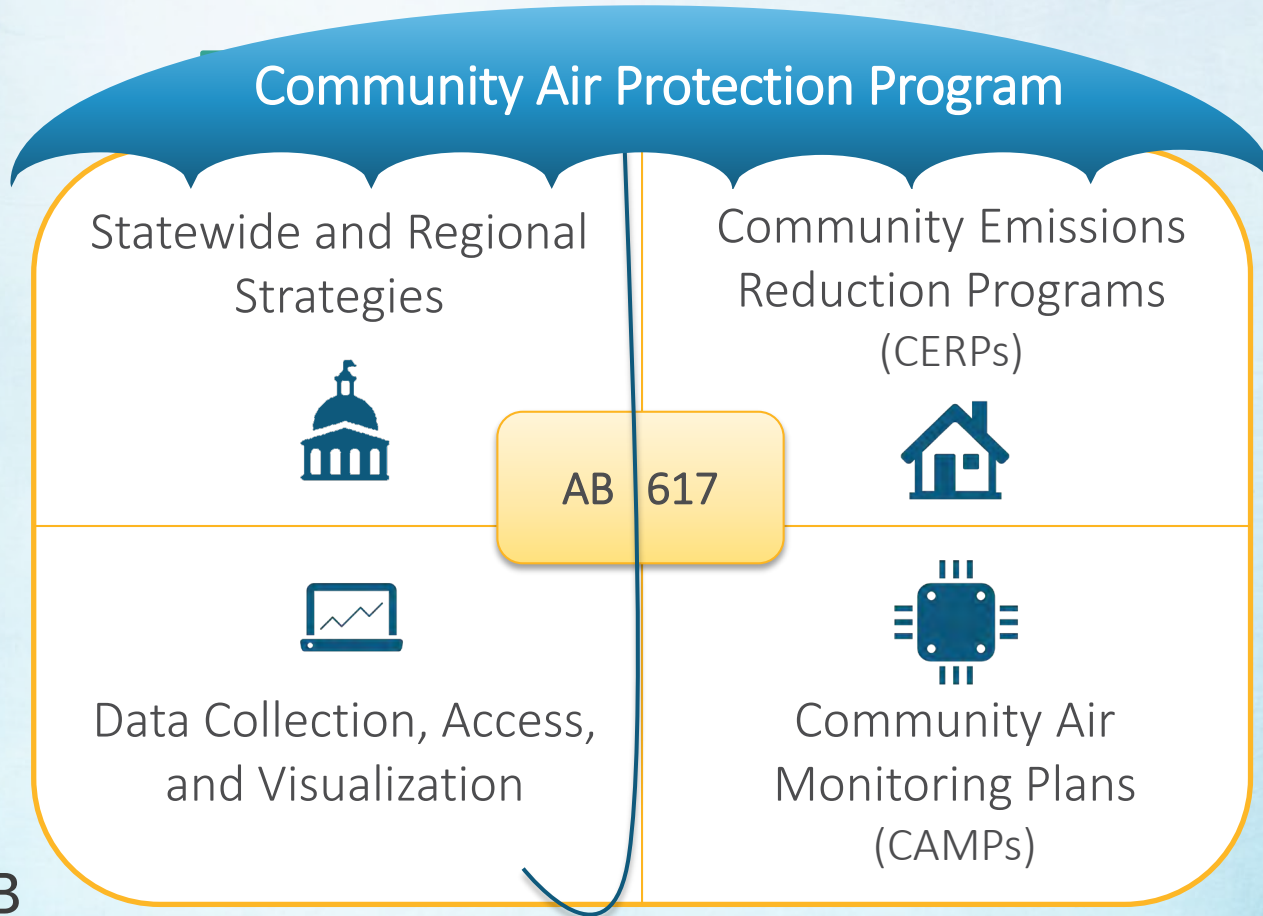 Community Air Protection Program
Statewide and Regional
Strategies
Community Emissions
Reduction Programs
(CERPs)
AB 617
Data Collection, Access,
and Visualization
Community Air
Monitoring Plans
(CAMPs)